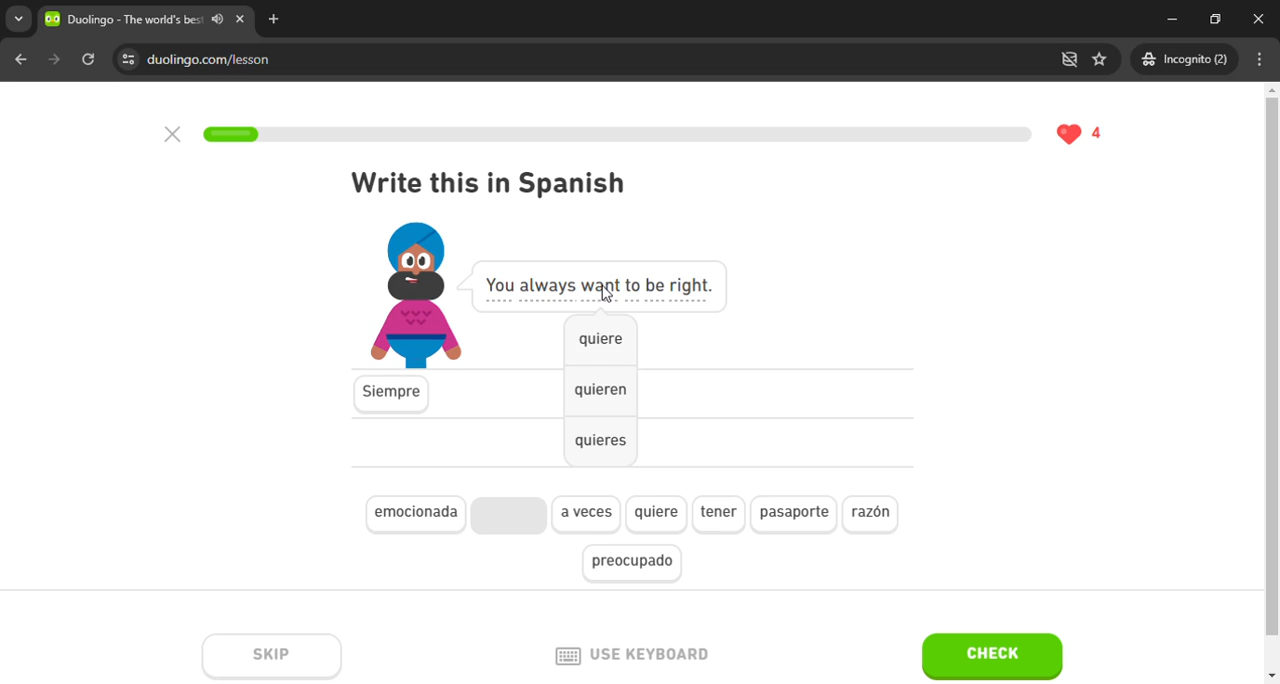 Duolingo - The world's bes
duolingo.com/lesson
Incognito (2)
4
Write this in Spanish
You always want to be right.
quiere
quieren
quieres
Siempre
emocionada a veces quiere tener pasaporte razón
preocupado
SKIP USE KEYBOARD CHECK